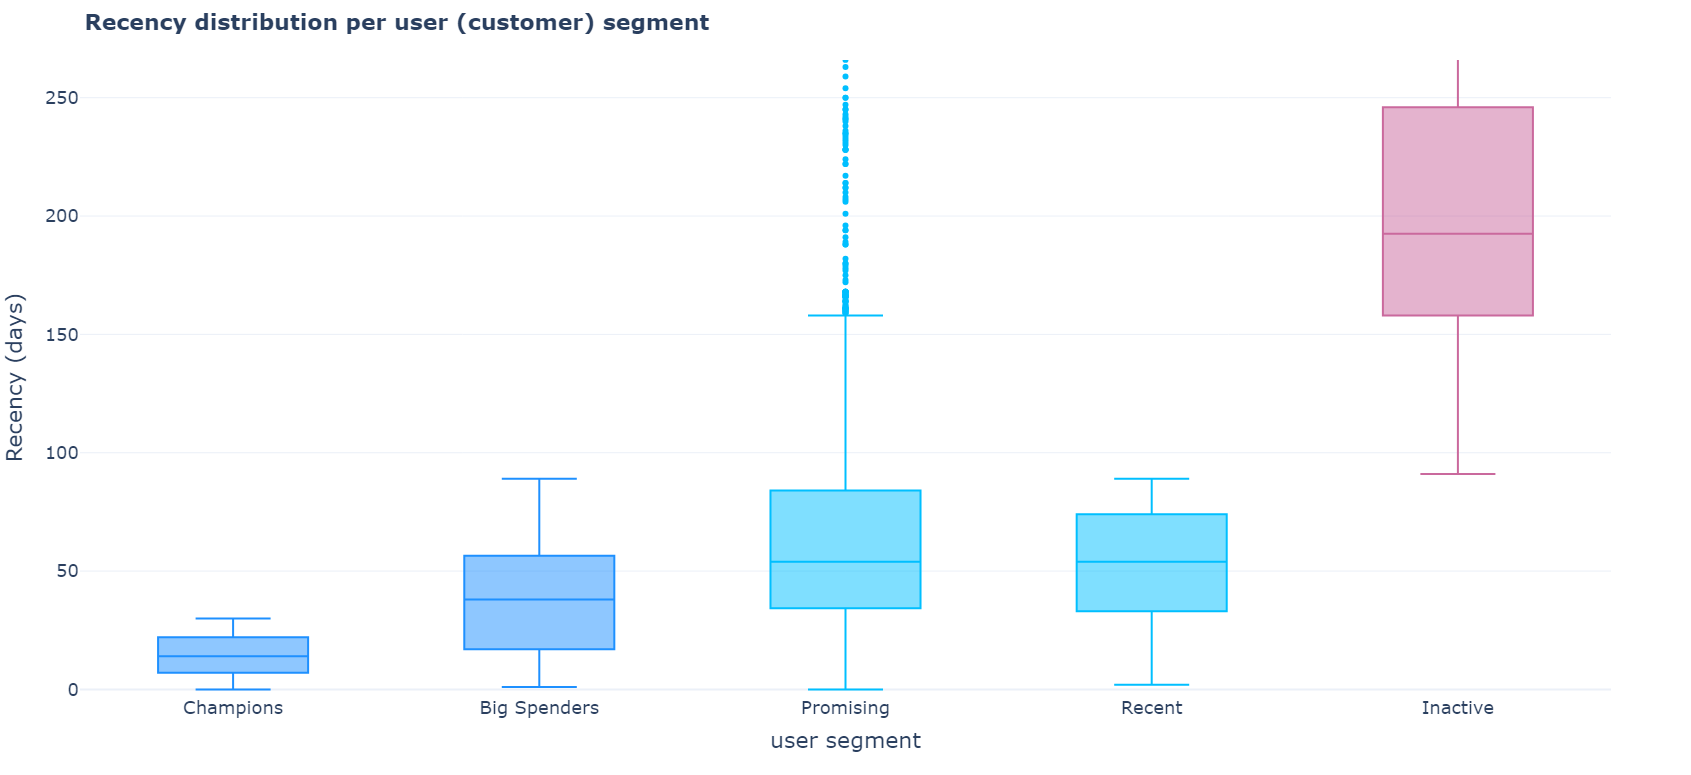 Recency distribution per user (customer) segment
Recency (days)
250
200
150
100
50
0
Champions Big Spenders Promising Recent Inactive
user segment